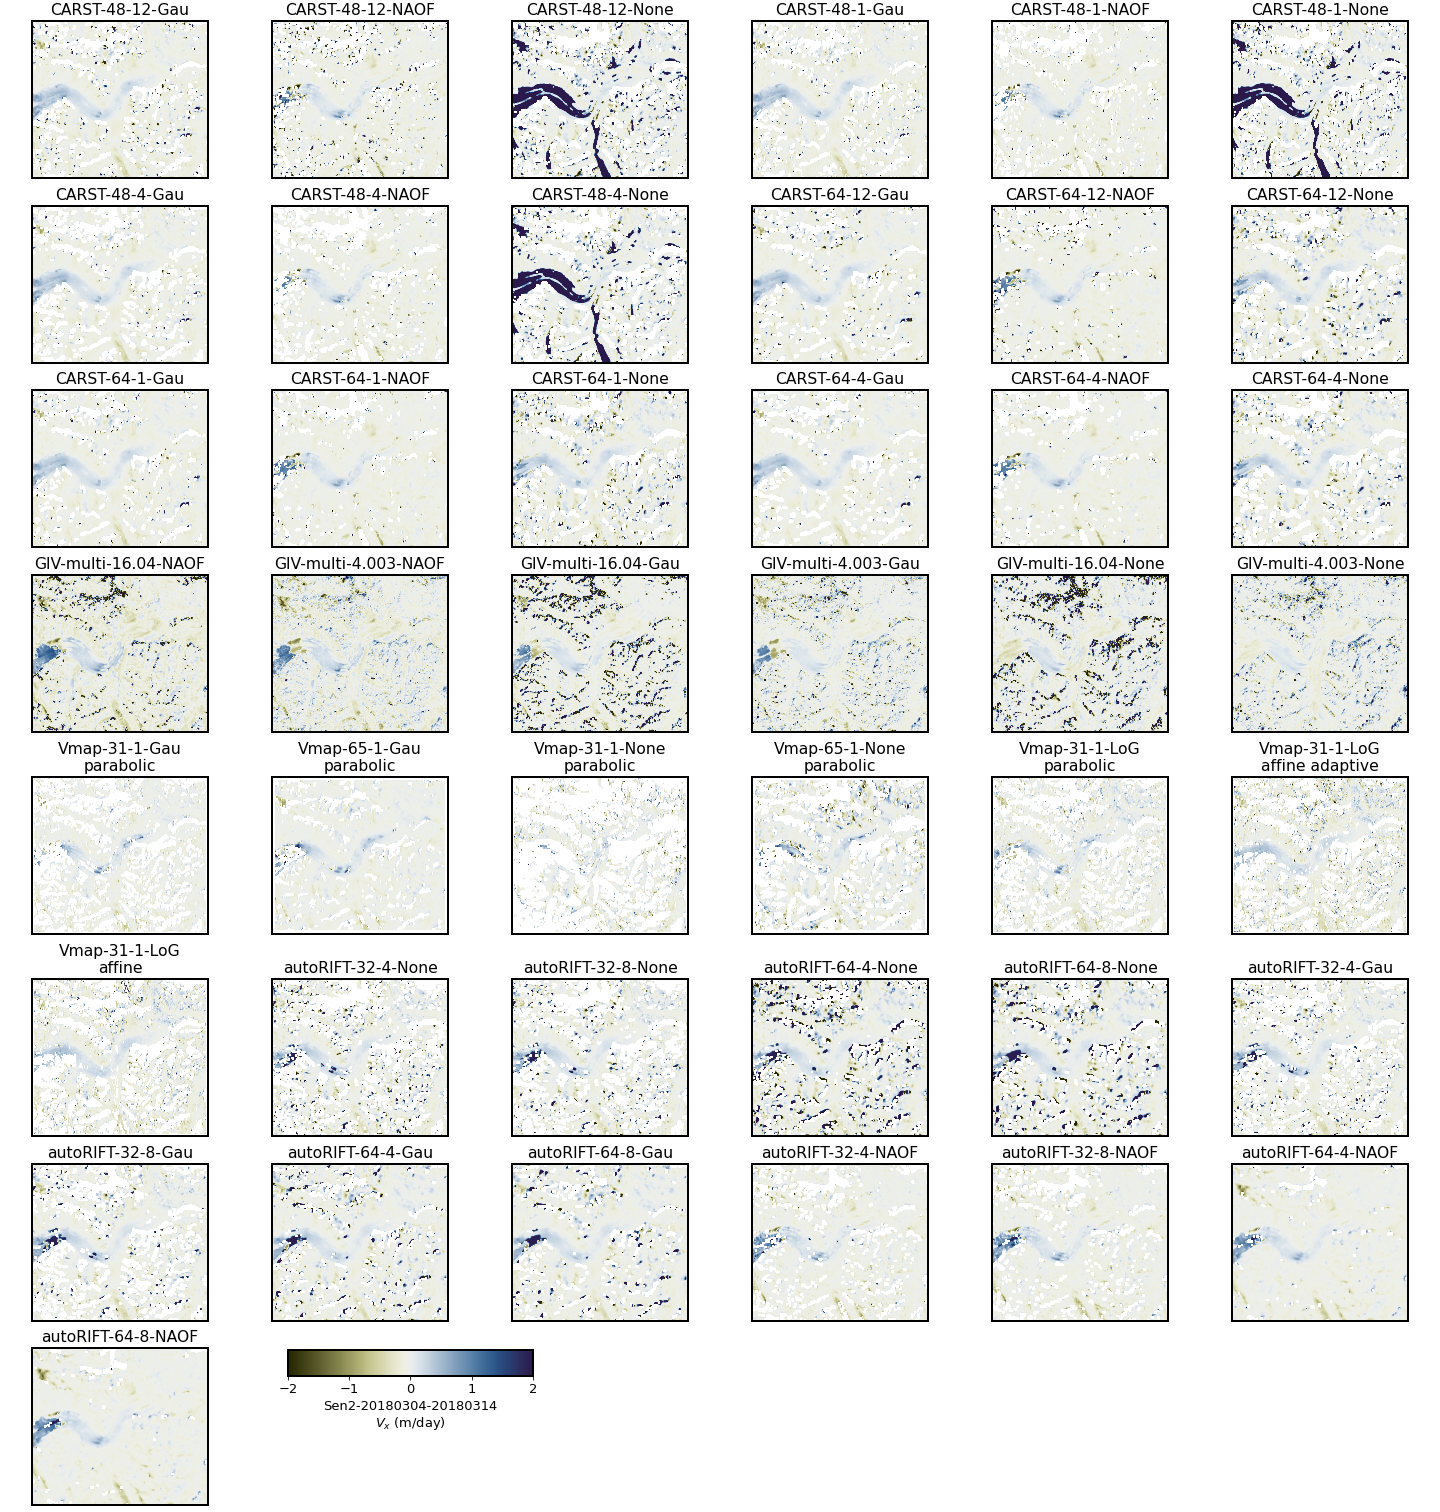 CARST-48-12-Gau
CARST-48-12-NAOF
CARST-48-12-None
CARST-48-1-Gau
CARST-48-1-NAOF
CARST-48-1-None
CARST-48-4-Gau
CARST-48-4-NAOF
CARST-48-4-None
CARST-64-12-Gau
CARST-64-12-NAOF
CARST-64-12-None
CARST-64-1-Gau
CARST-64-1-NAOF
CARST-64-1-None
CARST-64-4-Gau
CARST-64-4-NAOF
CARST-64-4-None
GIV-multi-16.04-NAOF
GIV-multi-4.003-NAOF
GIV-multi-16.04-Gau
GIV-multi-4.003-Gau
GIV-multi-16.04-None
GIV-multi-4.003-None
Vmap-31-1-Gau
parabolic
Vmap-65-1-Gau
parabolic
Vmap-31-1-None
parabolic
Vmap-65-1-None
parabolic
Vmap-31-1-LoG
parabolic
Vmap-31-1-LoG
affine adaptive
Vmap-31-1-LoG
affine
autoRIFT-32-4-None
autoRIFT-32-8-None
autoRIFT-64-4-None
autoRIFT-64-8-None
autoRIFT-32-4-Gau
autoRIFT-32-8-Gau
autoRIFT-64-4-Gau
autoRIFT-64-8-Gau
autoRIFT-32-4-NAOF
autoRIFT-32-8-NAOF
autoRIFT-64-4-NAOF
autoRIFT-64-8-NAOF
−2 −1 0 1 2
Sen2-20180304-20180314
Vx (m/day)